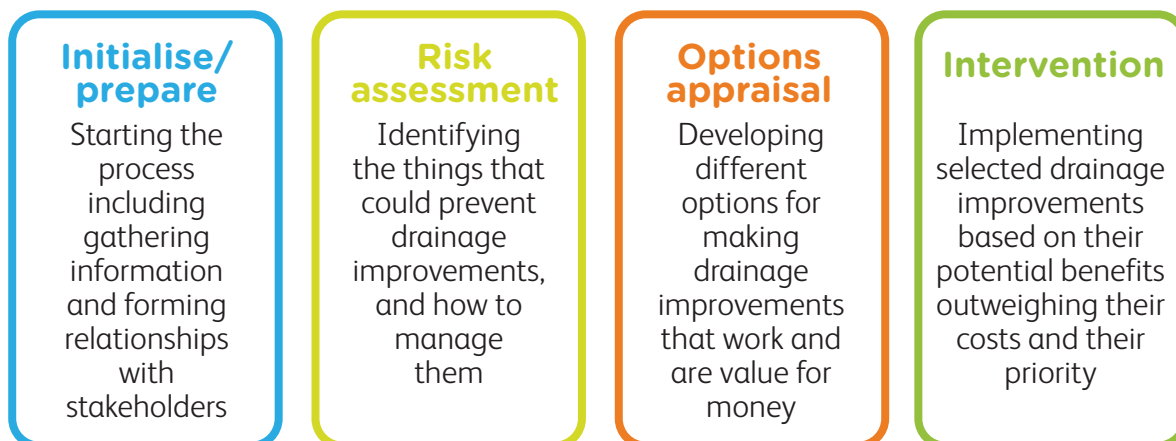 Initialise/
prepare
Starting the
process
including
gathering
information
and forming
relationships
with
stakeholders
Risk
assessment
Identifying
the things that
could prevent
drainage
improvements,
and how to
manage
them
Options
appraisal
Developing
different
options for
making
drainage
improvements
that work and
are value for
money
Intervention
Implementing
selected drainage
improvements
based on their
potential benefits
outweighing their
costs and their
priority